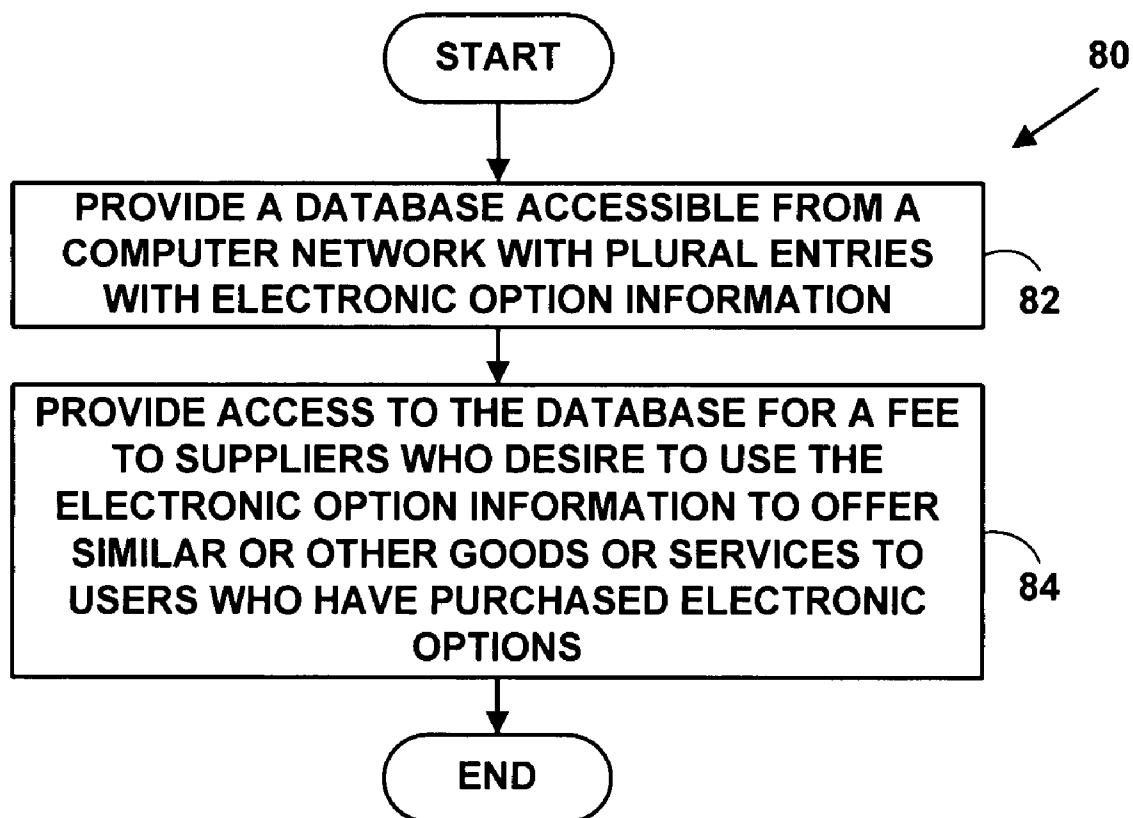 START
80
PROVIDE A DATABASE ACCESSIBLE FROM A
COMPUTER NETWORK WITH PLURAL ENTRIES
WITH ELECTRONIC OPTION INFORMATION
82
PROVIDE ACCESS TO THE DATABASE FOR A FEE
TO SUPPLIERS WHO DESIRE TO USE THE
ELECTRONIC OPTION INFORMATION TO OFFER
SIMILAR OR OTHER GOODS OR SERVICES TO
USERS WHO HAVE PURCHASED ELECTRONIC
OPTIONS
84
END